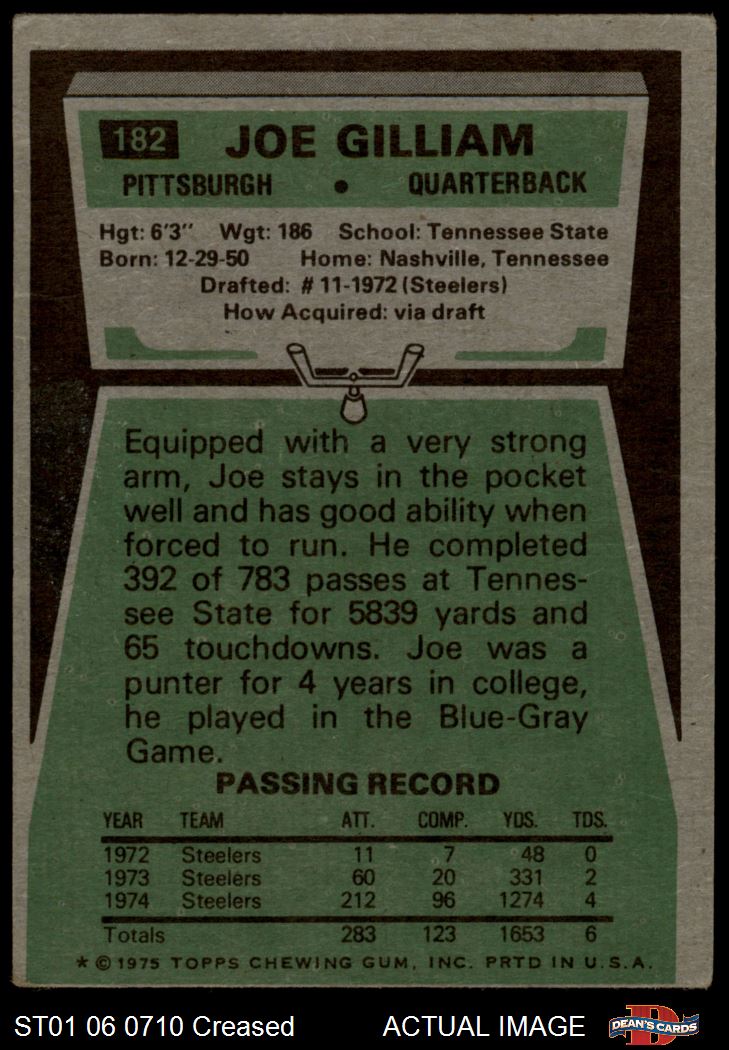 182 JOE GILLIAM
PITTSBURGH • QUARTERBACK
Hgt: 6'3" Wgt: 186 School: Tennessee State
Born: 12-29-50 Home: Nashville, Tennessee
Drafted: #11-1972 (Steelers)
How Acquired: via draft
Equipped with a very strong
arm, Joe stays in the pocket
well and has good ability when
forced to run. He completed
392 of 783 passes at Tennes-
see State for 5839 yards and
65 touchdowns. Joe was a
punter for 4 years in college,
he played in the Blue-Gray
Game.
PASSING RECORD
YEAR TEAM ATT. COMP. YDS. TDS.
1972 Steelers 11 7 48 0
1973 Steelers 60 20 331 2
1974 Steelers 212 96 1274 4
Totals 283 123 1653 6
* © 1975 TOPPS CHEWING GUM, INC. PRTD IN U.S.A.
ST01 06 0710 Creased ACTUAL IMAGE D DEAN'S CARDS